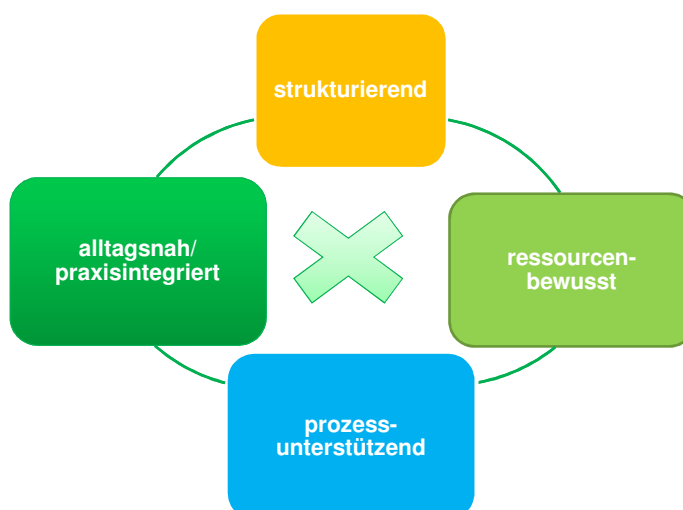 strukturierend
alltagsnah/
praxisintegriert
ressourcen-
bewusst
prozess-
unterstützend